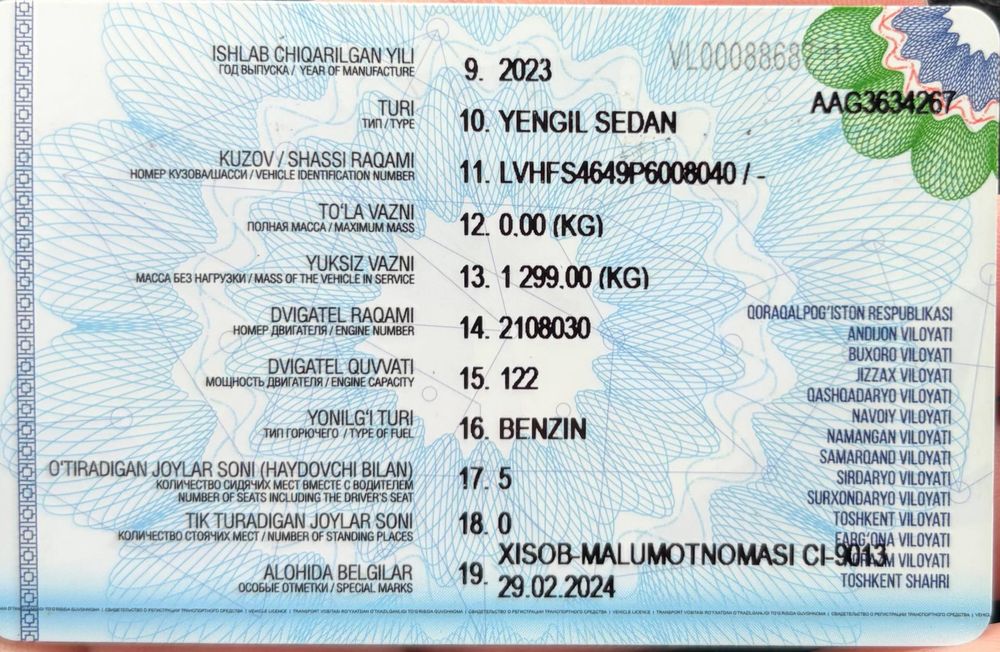 ISHLAB CHIQARILGAN YILI
ГОД ВЫПУСКА / YEAR OF MANUFACTURE
9. 2023
AAG3634267
TURI
ТИП / TYPE
10. YENGIL SEDAN
KUZOV / SHASSI RAQAMI
НОМЕР КУЗОВА/ШАССИ / VEHICLE IDENTIFICATION NUMBER
11. LVHFS4649P6008040 / -
TO'LA VAZNI
ПОЛНАЯ МАССА / MAXIMUM MASS
12. 0.00 (KG)
YUKSIZ VAZNI
МАССА БЕЗ НАГРУЗКИ / MASS OF THE VEHICLE IN SERVICE
13. 1 299.00 (KG)
DVIGATEL RAQAMI
НОМЕР ДВИГАТЕЛЯ / ENGINE NUMBER
14. 2108030
DVIGATEL QUVVATI
МОЩНОСТЬ ДВИГАТЕЛЯ / ENGINE CAPACITY
15. 122
YONILG'I TURI
ТИП ГОРЮЧЕГО / TYPE OF FUEL
16. BENZIN
O'TIRADIGAN JOYLAR SONI (HAYDOVCHI BILAN)
КОЛИЧЕСТВО СИДЯЧИХ МЕСТ ВМЕСТЕ С ВОДИТЕЛЕМ
NUMBER OF SEATS INCLUDING THE DRIVER'S SEAT
17. 5
TIK TURADIGAN JOYLAR SONI
КОЛИЧЕСТВО СТОЯЧИХ МЕСТ / NUMBER OF STANDING PLACES
18. 0
ALOHIDA BELGILAR
ОСОБЫЕ ОТМЕТКИ / SPECIAL MARKS
19. XISOB-MALUMOTNOMASI CI-9013
29.02.2024
QORAQALPOG'ISTON RESPUBLIKASI
ANDIJON VILOYATI
BUXORO VILOYATI
JIZZAX VILOYATI
QASHQADARYO VILOYATI
NAVOIY VILOYATI
NAMANGAN VILOYATI
SAMARQAND VILOYATI
SIRDARYO VILOYATI
SURXONDARYO VILOYATI
TOSHKENT VILOYATI
FARG'ONA VILOYATI
VILOYATI
TOSHKENT SHAHRI